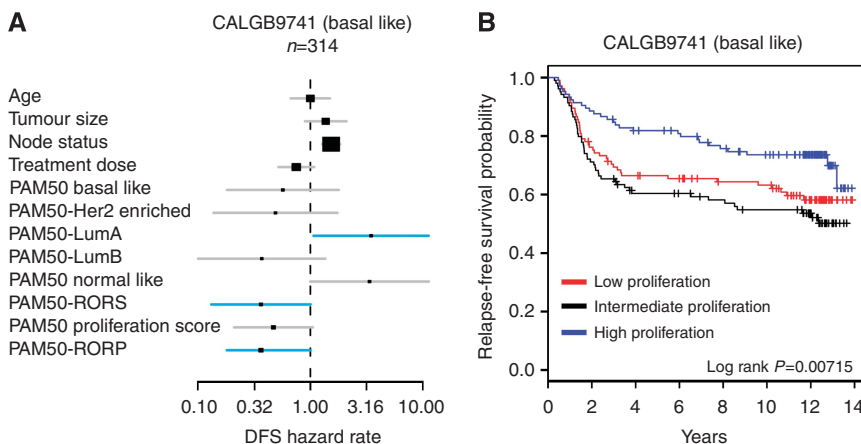 A
CALGB9741 (basal like)
n=314
Age
Tumour size
Node status
Treatment dose
PAM50 basal like
PAM50-Her2 enriched
PAM50-LumA
PAM50-LumB
PAM50 normal like
PAM50-RORS
PAM50 proliferation score
PAM50-RORP
0.10 0.32 1.00 3.16 10.00
DFS hazard rate
B
CALGB9741 (basal like)
Relapse-free survival probability
1.0
0.8
0.6
0.4
0.2
0.0
Low proliferation
Intermediate proliferation
High proliferation
Log rank P=0.00715
0 2 4 6 8 10 12 14
Years